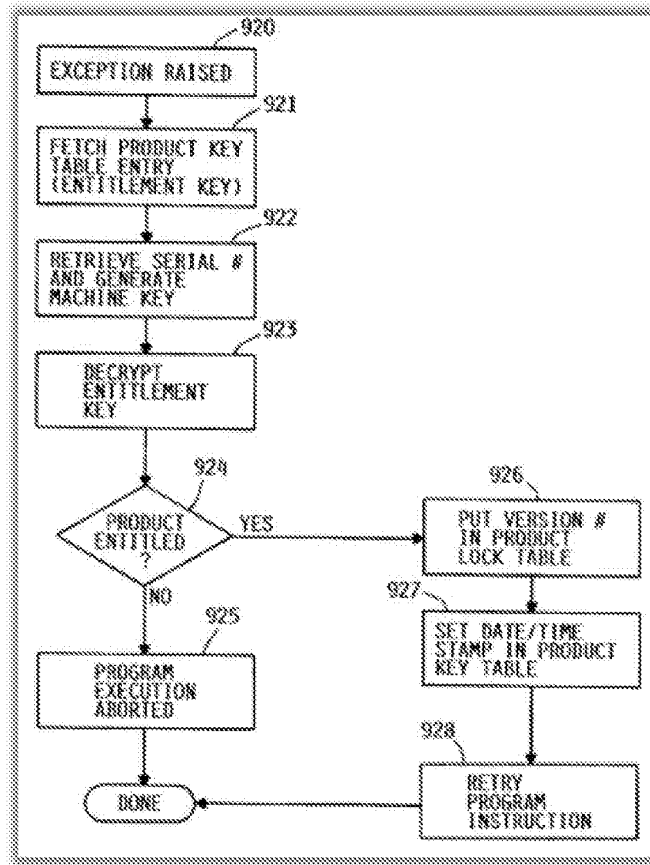 920
EXCEPTION RAISED
921
FETCH PRODUCT KEY
TABLE ENTRY
(ENTITLEMENT KEY)
922
RETRIEVE SERIAL #
AND GENERATE
MACHINE KEY
923
DECRYPT
ENTITLEMENT
KEY
924
PRODUCT
ENTITLED
?
YES
NO
925
PROGRAM
EXECUTION
ABORTED
926
PUT VERSION #
IN PRODUCT
LOCK TABLE
927
SET DATE/TIME
STAMP IN PRODUCT
KEY TABLE
928
RETRY
PROGRAM
INSTRUCTION
DONE